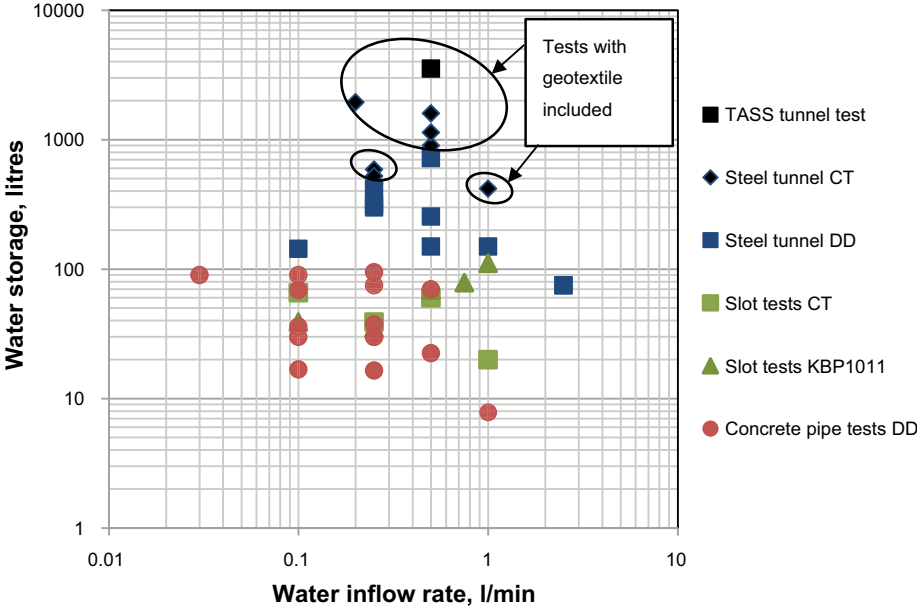 10000
1000
100
10
1
Water storage, litres
0.01
0.1
1
10
Water inflow rate, l/min
Tests with
geotextile
included
TASS tunnel test
Steel tunnel CT
Steel tunnel DD
Slot tests CT
Slot tests KBP1011
Concrete pipe tests DD